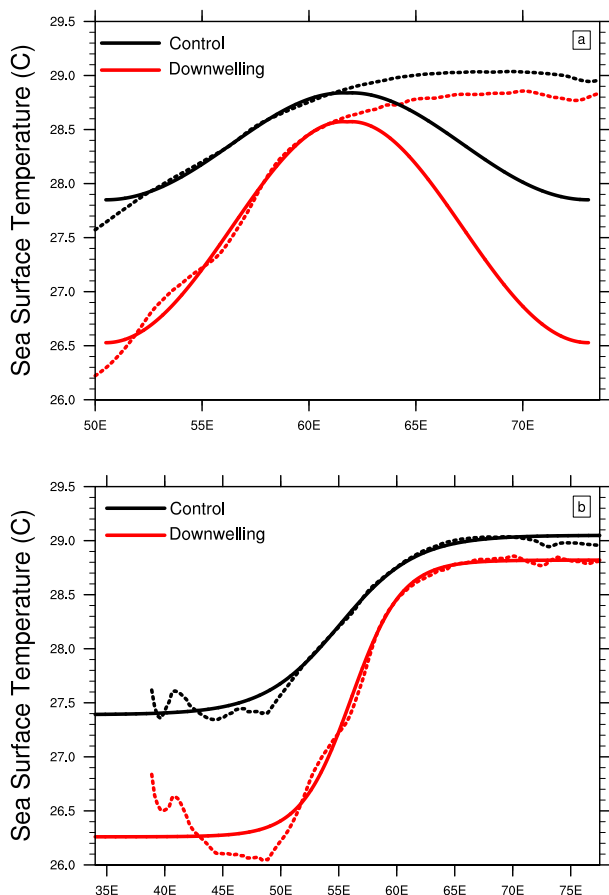 29.5
29.0
28.5
28.0
27.5
27.0
26.5
26.0
Sea Surface Temperature (C)
Control
Downwelling
a
50E 55E 60E 65E 70E
29.5
29.0
28.5
28.0
27.5
27.0
26.5
26.0
Sea Surface Temperature (C)
Control
Downwelling
b
35E 40E 45E 50E 55E 60E 65E 70E 75E